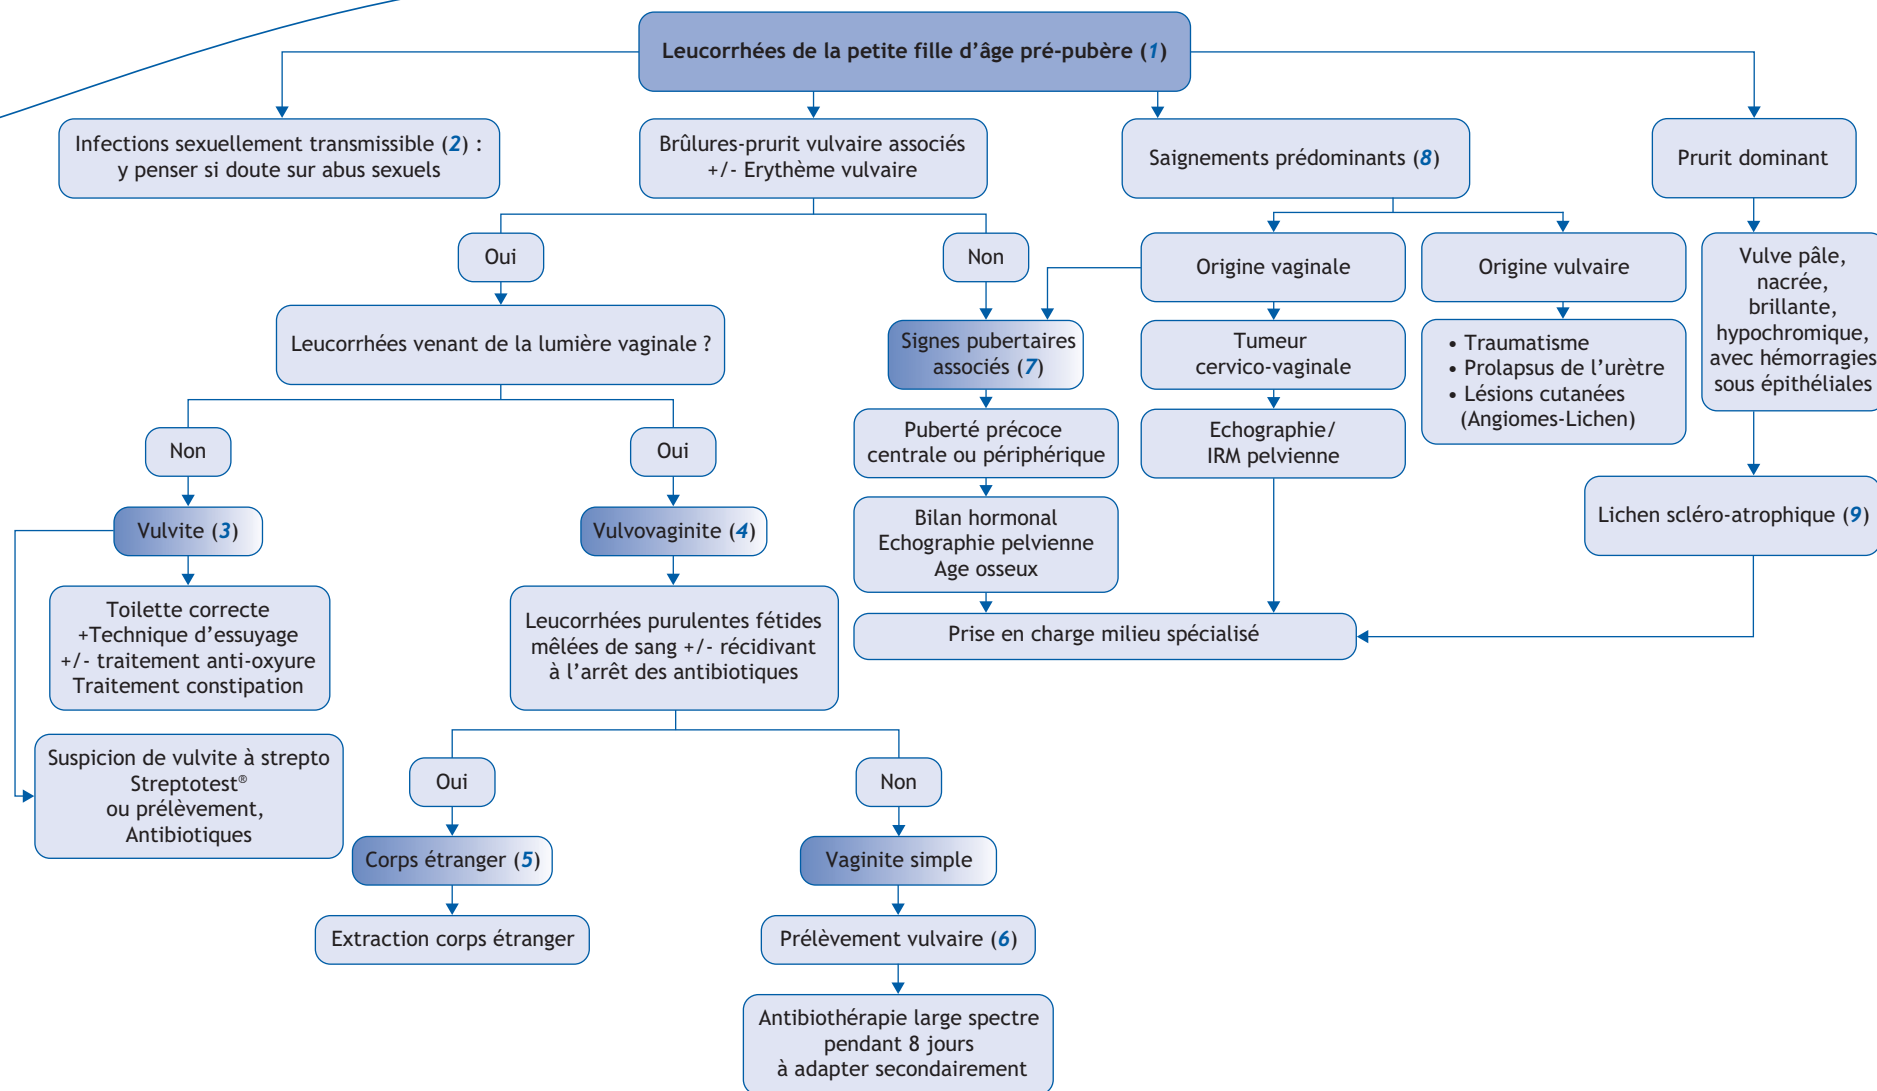 Leucorrhées de la petite fille d’âge pré-pubère (1)
Infections sexuellement transmissible (2) :
y penser si doute sur abus sexuels
Brûlures-prurit vulvaire associés
+/- Erythème vulvaire
Saignements prédominants (8)
Prurit dominant
Oui
Non
Origine vaginale
Origine vulvaire
Vulve pâle,
nacrée,
brillante,
hypochromique,
avec hémorragies
sous épithéliales
Leucorrhées venant de la lumière vaginale ?
Signes pubertaires
associés (7)
Tumeur
cervico-vaginale
• Traumatisme
• Prolapsus de l’urètre
• Lésions cutanées
(Angiomes-Lichen)
Non
Oui
Puberté précoce
centrale ou périphérique
Echographie/
IRM pelvienne
Vulvite (3)
Vulvovaginite (4)
Bilan hormonal
Echographie pelvienne
Age osseux
Lichen scléro-atrophique (9)
Toilette correcte
+Technique d’essuyage
+/- traitement anti-oxyure
Traitement constipation
Leucorrhées purulentes fétides
mêlées de sang +/- récidivant
à l’arrêt des antibiotiques
Prise en charge milieu spécialisé
Suspicion de vulvite à strepto
Streptotest®
ou prélèvement,
Antibiotiques
Oui
Non
Corps étranger (5)
Vaginite simple
Extraction corps étranger
Prélèvement vulvaire (6)
Antibiothérapie large spectre
pendant 8 jours
à adapter secondairement